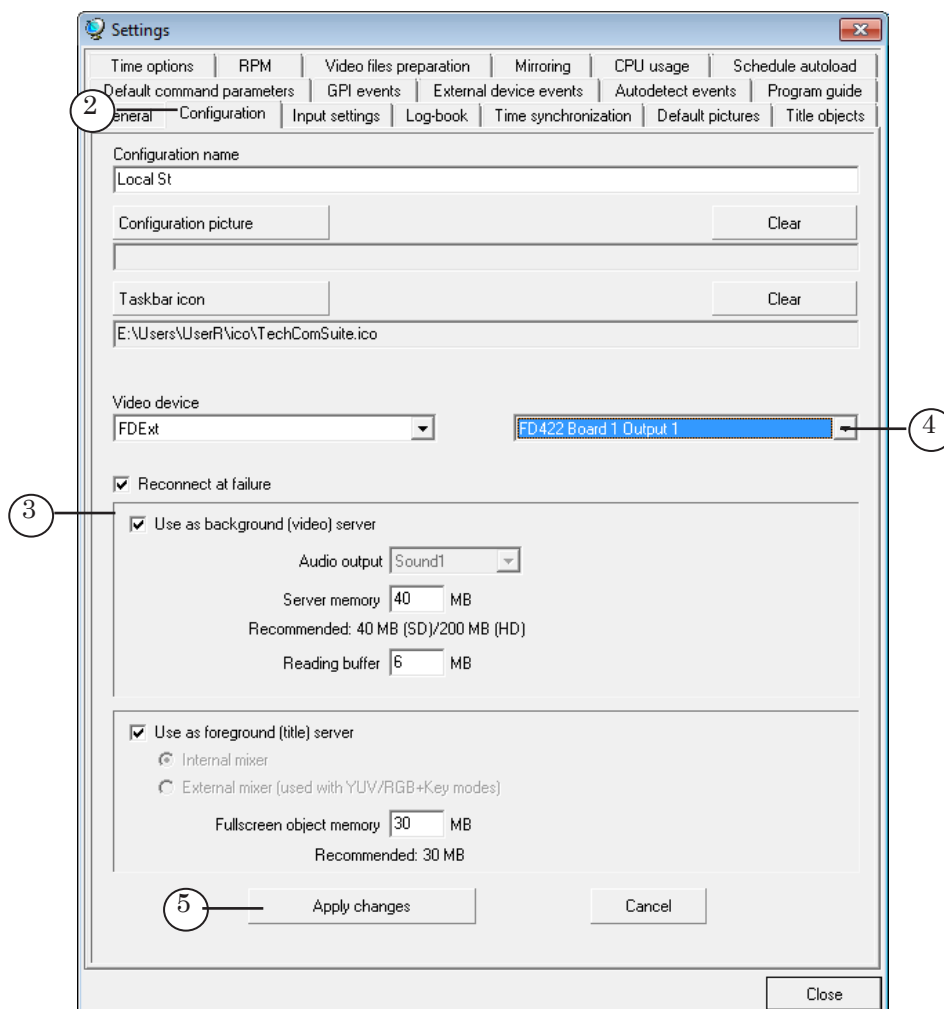 Settings
Time options RPM Video files preparation Mirroring CPU usage Schedule autoload
Default command parameters GPI events External device events Autodetect events Program guide
2
eneral Configuration Input settings Log-book Time synchronization Default pictures Title objects
Configuration name
Local St
Configuration picture Clear
Taskbar icon Clear
E:\Users\UserR\ico\TechComSuite.ico
Video device
FDExt FD422 Board 1 Output 1
4
Reconnect at failure
3
Use as background (video) server
Audio output Sound1
Server memory 40 MB
Recommended: 40 MB (SD)/200 MB (HD)
Reading buffer 6 MB
Use as foreground (title) server
Internal mixer
External mixer (used with YUV/RGB+Key modes)
Fullscreen object memory 30 MB
Recommended: 30 MB
5
Apply changes Cancel
Close